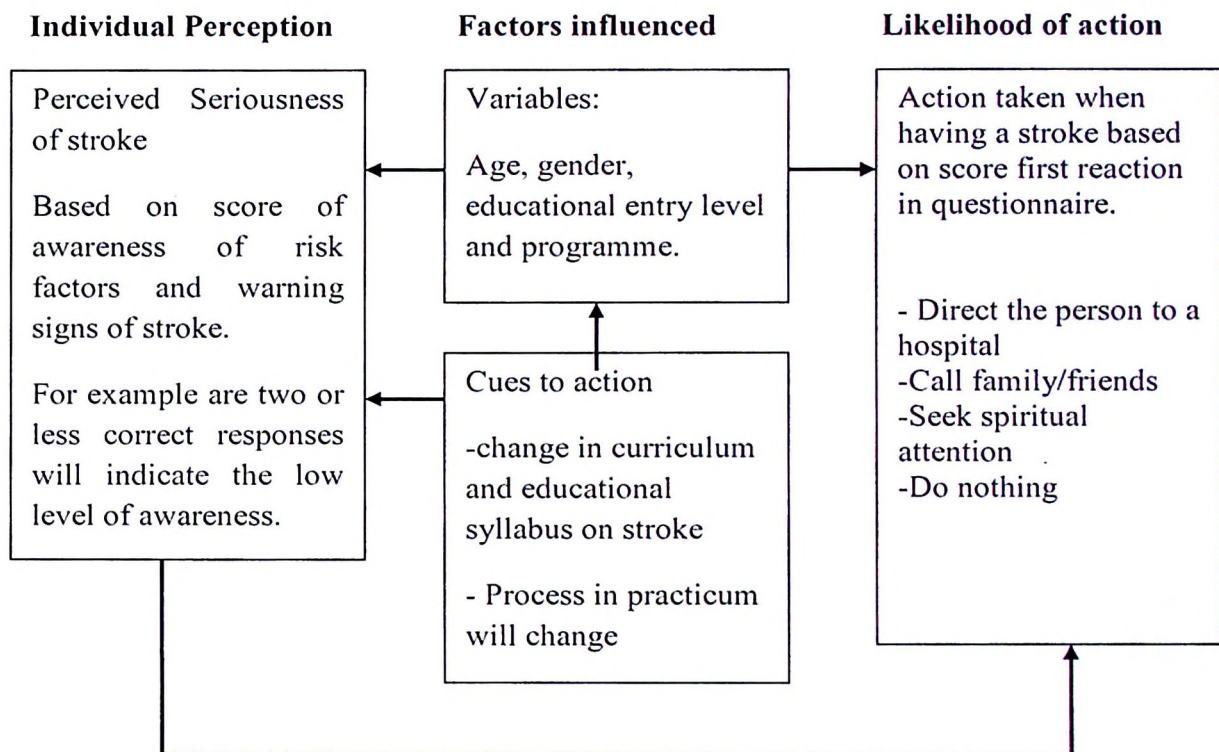 Individual Perception
Factors influenced
Likelihood of action
Perceived Seriousness
of stroke
Based on score of
awareness of risk
factors and warning
signs of stroke.
For example are two or
less correct responses
will indicate the low
level of awareness.
Variables:
Age, gender,
educational entry level
and programme.
Cues to action
-change in curriculum
and educational
syllabus on stroke
- Process in practicum
will change
Action taken when
having a stroke based
on score first reaction
in questionnaire.
- Direct the person to a
hospital
-Call family/friends
-Seek spiritual
attention
-Do nothing